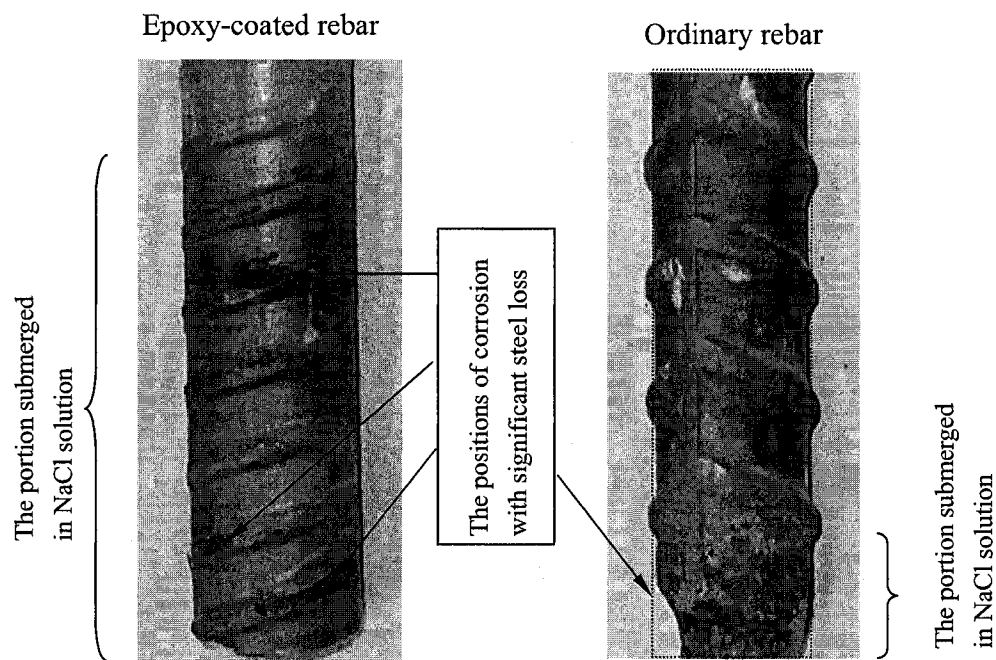 Epoxy-coated rebar
Ordinary rebar
The portion submerged
in NaCl solution
The positions of corrosion
with significant steel loss
The portion submerged
in NaCl solution